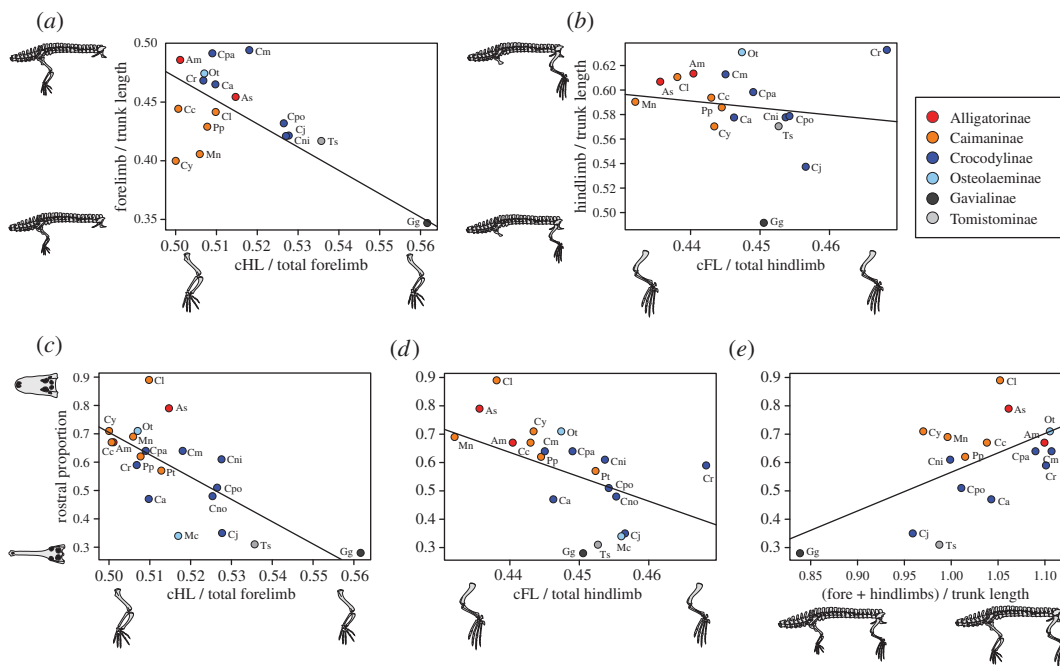 (a)
0.50
0.45
0.40
0.35
forelimb / trunk length
Cm
Cpa
Am
Ot
Cr
Ca
As
Cc
Cl
Pp
Cpo
Cj
Cni
Ts
Mn
Cy
Gg
0.50 0.51 0.52 0.53 0.54 0.55 0.56
cHL / total forelimb
(b)
0.62
0.60
0.58
0.56
0.54
0.52
0.50
hindlimb / trunk length
Ot
Cr
Am
Cl
Cm
As
Cpa
Mn
Cc
Pp
Ca
Cni
Cpo
Cy
Ts
Cj
Gg
0.44 0.45 0.46
cFL / total hindlimb
Alligatorinae
Caimaninae
Crocodylinae
Osteolaeminae
Gavialinae
Tomistominae
(c)
0.9
0.8
0.7
0.6
0.5
0.4
0.3
rostral proportion
Cl
As
Cy
Ot
Mn
Cc
Am
Cpa
Cm
Cr
Pp
Pt
Cni
Cpo
Ca
Cno
Mc
Cj
Ts
Gg
0.50 0.51 0.52 0.53 0.54 0.55 0.56
cHL / total forelimb
(d)
0.9
0.8
0.7
0.6
0.5
0.4
0.3
Cl
As
Cy
Ot
Mn
Am
Cc
Cm
Cpa
Pp
Cni
Pt
Cr
Cpo
Ca
Cno
Cj
Mc
Ts
Gg
0.44 0.45 0.46
cFL / total hindlimb
(e)
0.9
0.8
0.7
0.6
0.5
0.4
0.3
Cl
As
Ot
Cy
Mn
Cc
Am
Cpa
Cm
Cni
Pp
Cr
Cpo
Ca
Cj
Ts
Gg
0.85 0.90 0.95 1.00 1.05 1.10
(fore + hindlimbs) / trunk length